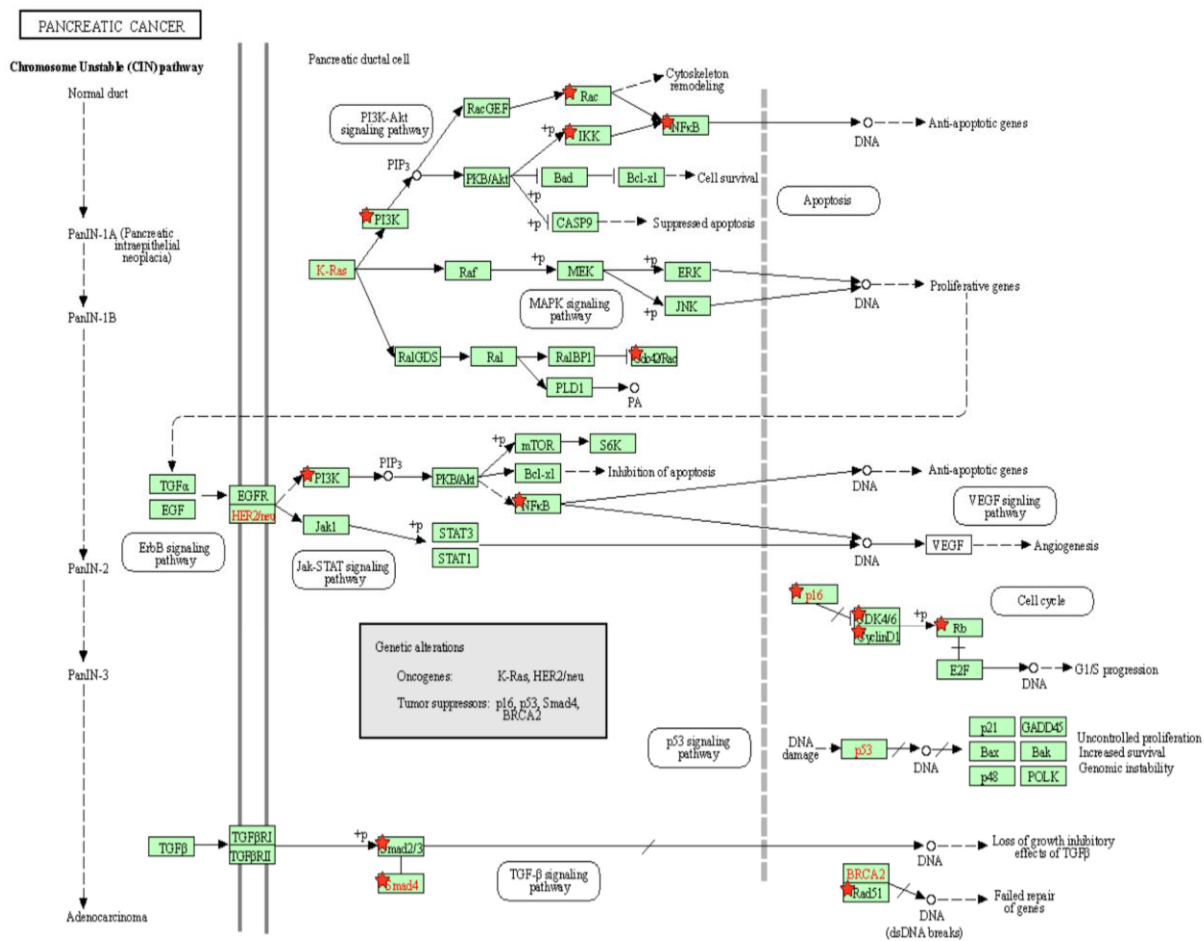 PANCREATIC CANCER
Chromosome Unstable (CIN) pathway
Normal duct
PanIN-1A (Pancreatic
intraepithelial
neoplacia)
PanIN-1B
PanIN-2
PanIN-3
Adenocarcinoma
Pancreatic ductal cell
PI3K-Akt
signaling pathway
RacGEF
Rac
Cytoskeleton
remodeling
+p
IKK
NFκB
DNA
Anti-apoptotic genes
PIP3
PKB/Akt
Bad
Bcl-xl
Cell survival
+p
+p
CASP9
Suppressed apoptosis
Apoptosis
PI3K
K-Ras
Raf
+p
MEK
+p
ERK
+p
JNK
DNA
Proliferative genes
MAPK signaling
pathway
RalGDS
Ral
RalBP1
Cdc42/Rac
PLD1
PA
TGFα
EGF
EGFR
HER2/neu
ErbB signaling
pathway
PI3K
PIP3
PKB/Akt
+p
mTOR
S6K
Bcl-xl
Inhibition of apoptosis
NFκB
DNA
Anti-apoptotic genes
VEGF signling
pathway
Jak1
+p
STAT3
STAT1
Jak-STAT signaling
pathway
DNA
VEGF
Angiogenesis
p16
CDK4/6
CyclinD1
+p
Rb
Cell cycle
E2F
DNA
G1/S progression
Genetic alterations
Oncogenes: K-Ras, HER2/neu
Tumor suppressors: p16, p53, Smad4,
BRCA2
p53 signaling
pathway
DNA
damage
p53
DNA
p21
GADD45
Bax
Bak
p48
POLK
Uncontrolled proliferation
Increased survival
Genomic instability
TGFβ
TGFβRI
TGFβRII
+p
Smad2/3
Smad4
TGF-β signaling
pathway
DNA
Loss of growth inhibitory
effects of TGFβ
BRCA2
Rad51
DNA
(dsDNA breaks)
Failed repair
of genes